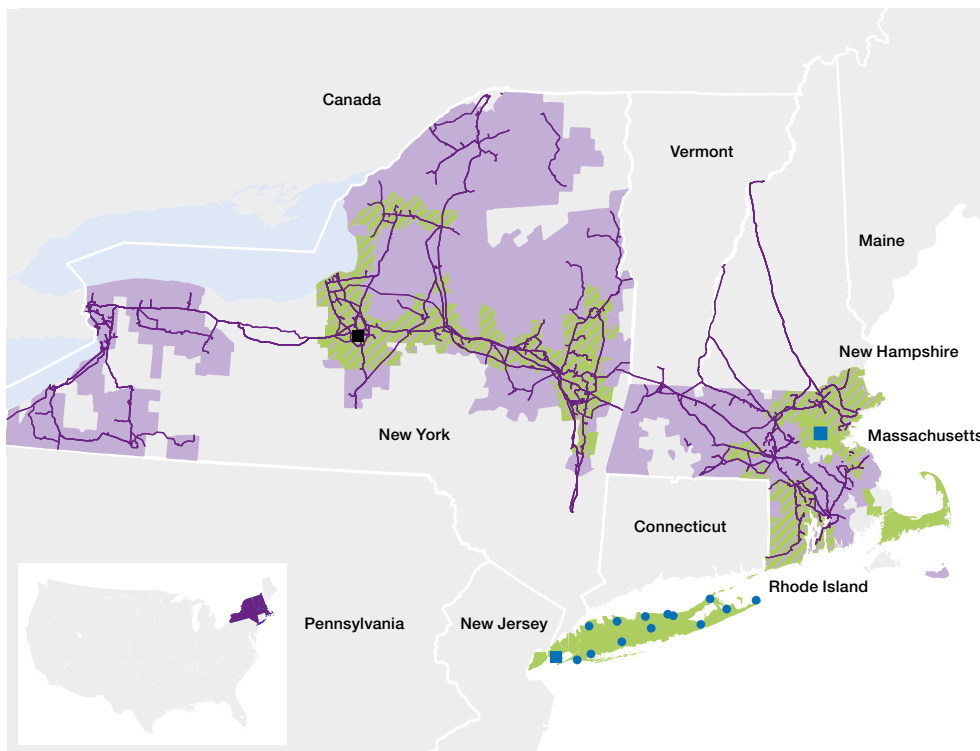 Canada
Vermont
Maine
New Hampshire
New York
Massachusetts
Connecticut
Rhode Island
Pennsylvania
New Jersey